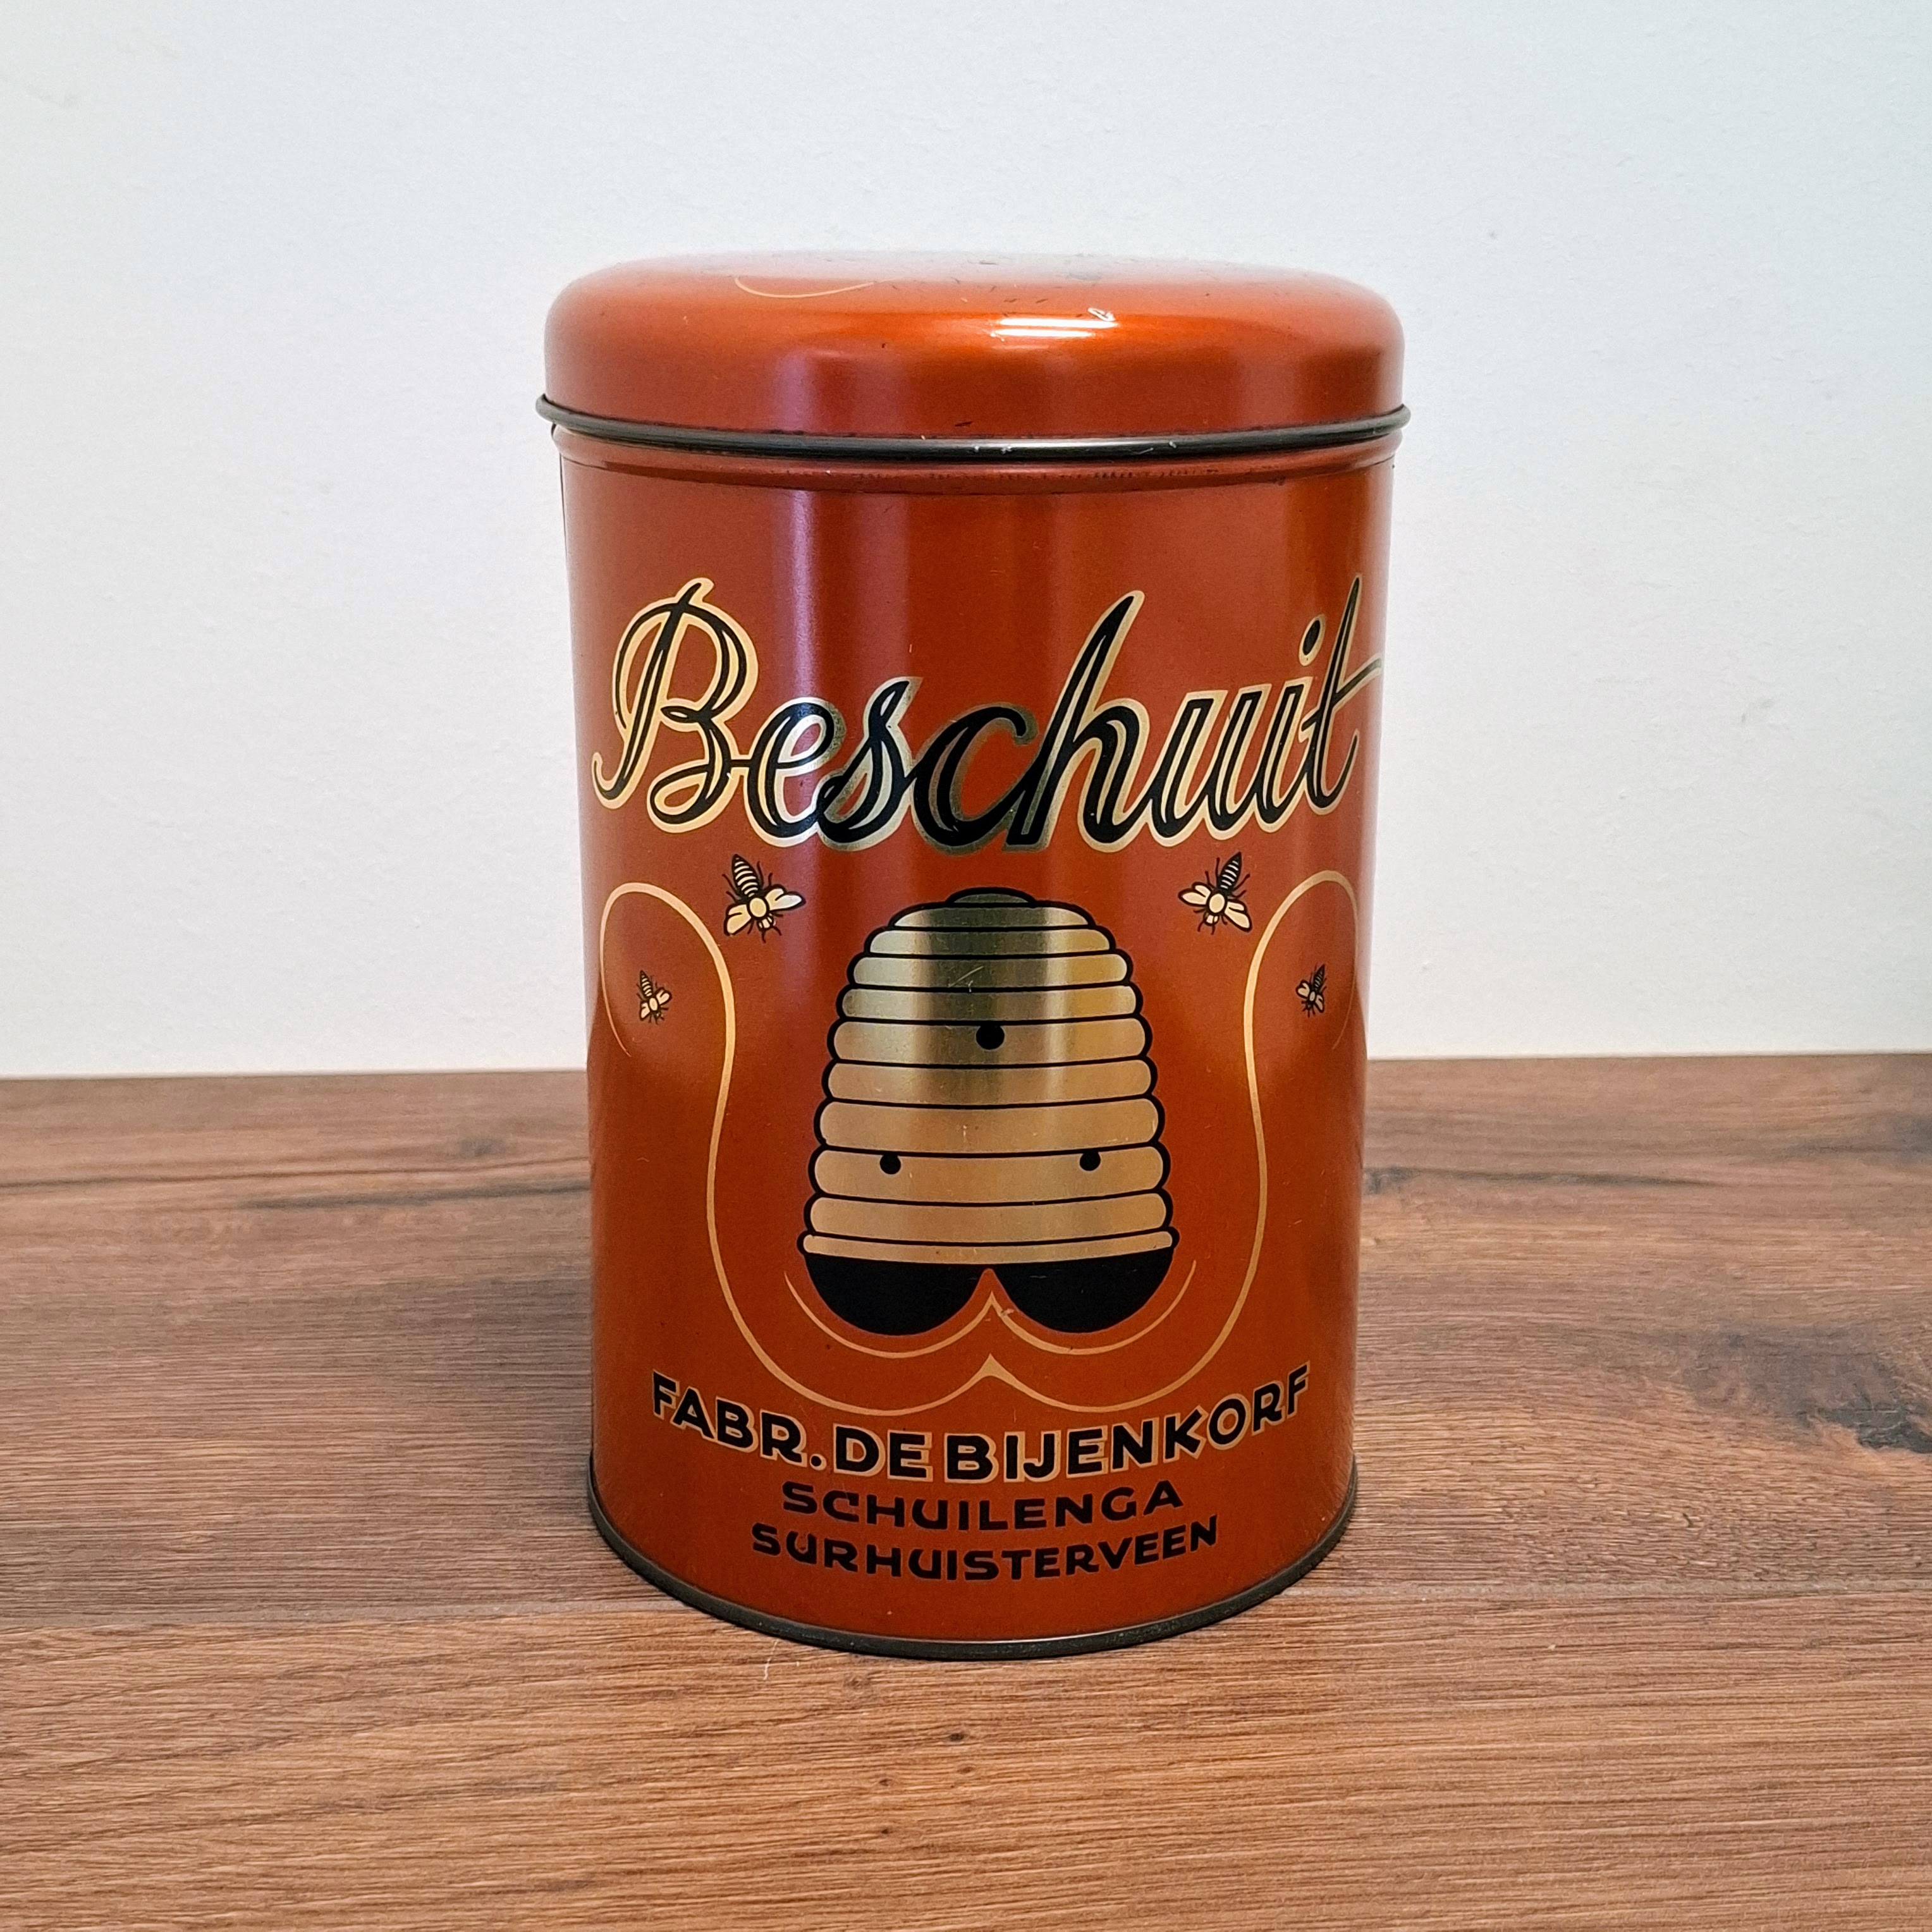 Beschuit
FABR. DE BIJENKORF
SCHUILENGA
SURHUISTERVEEN